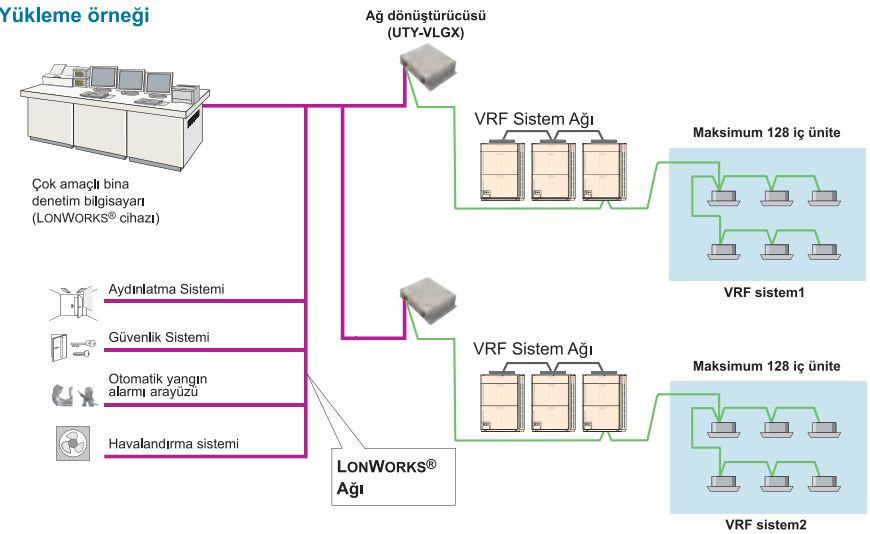 Yükleme örneği
Ağ dönüştürücüsü
(UTY-VLGX)
VRF Sistem Ağı
Maksimum 128 iç ünite
Çok amaçlı bina
denetim bilgisayarı
(LONWORKS® cihazı)
VRF sistem1
Aydınlatma Sistemi
Güvenlik Sistemi
Otomatik yangın
alarmı arayüzü
Havalandırma sistemi
VRF Sistem Ağı
Maksimum 128 iç ünite
LONWORKS®
Ağı
VRF sistem2